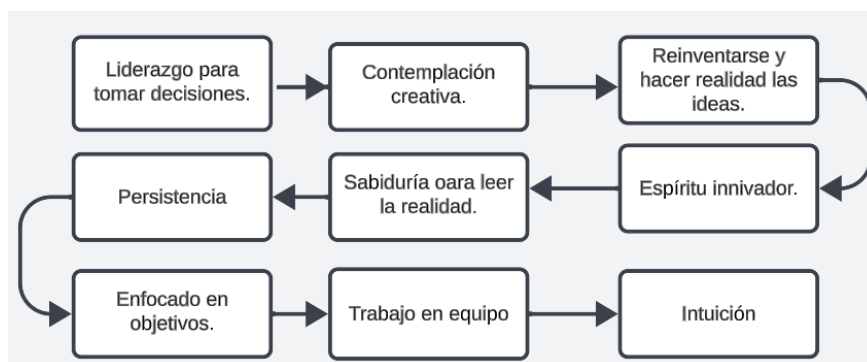 Liderazgo para
tomar decisiones.
Contemplación
creativa.
Reinventarse y
hacer realidad las
ideas.
Espíritu innivador.
Sabiduría oara leer
la realidad.
Persistencia
Enfocado en
objetivos.
Trabajo en equipo
Intuición